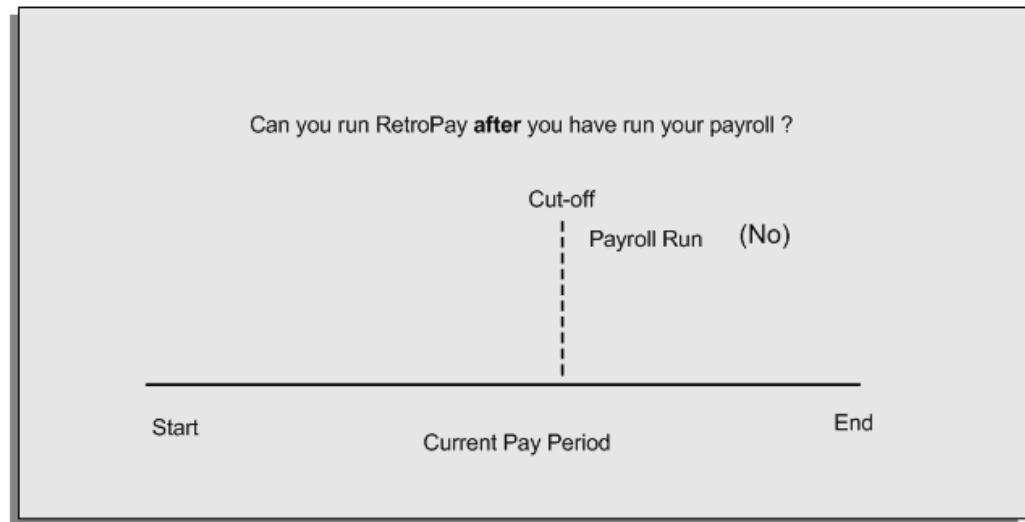 Can you run RetroPay after you have run your payroll ?
Cut-off
Payroll Run (No)
Start
End
Current Pay Period